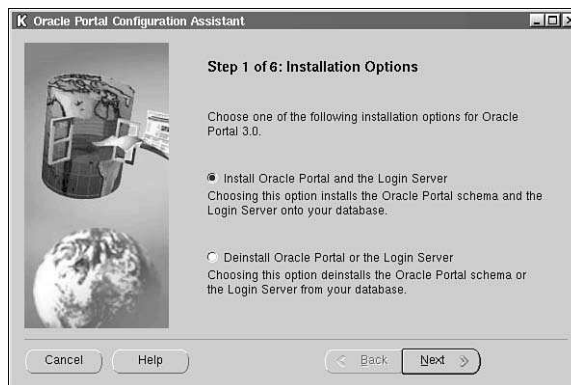 Oracle Portal Configuration Assistant
Step 1 of 6: Installation Options
Choose one of the following installation options for Oracle
Portal 3.0.
Install Oracle Portal and the Login Server
Choosing this option installs the Oracle Portal schema and the
Login Server onto your database.
Deinstall Oracle Portal or the Login Server
Choosing this option deinstalls the Oracle Portal schema or
the Login Server from your database.
Cancel Help Back Next